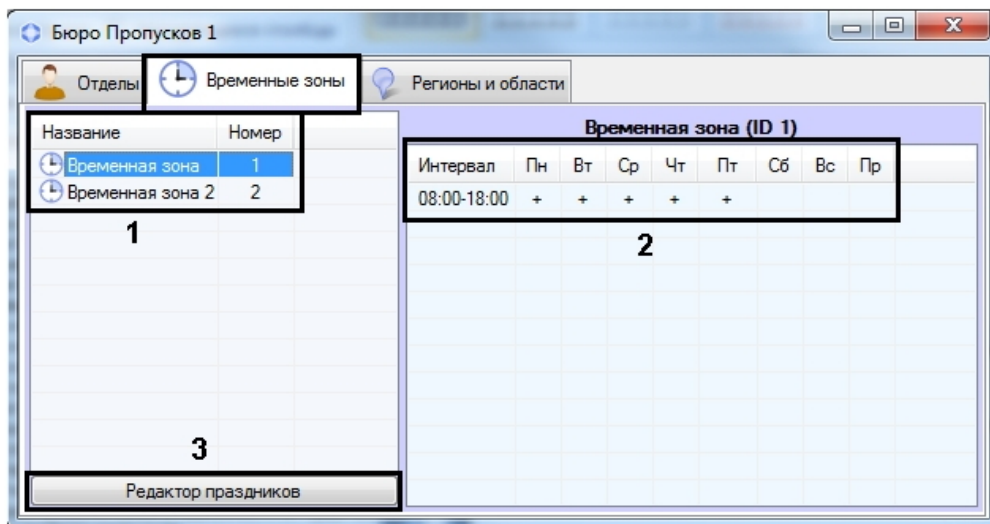 Бюро Пропусков 1
Отделы Временные зоны Регионы и области
Название Номер
Временная зона 1
Временная зона 2 2
1
Временная зона (ID 1)
Интервал Пн Вт Ср Чт Пт Сб Вс Пр
08:00-18:00 + + + + +
2
3
Редактор праздников